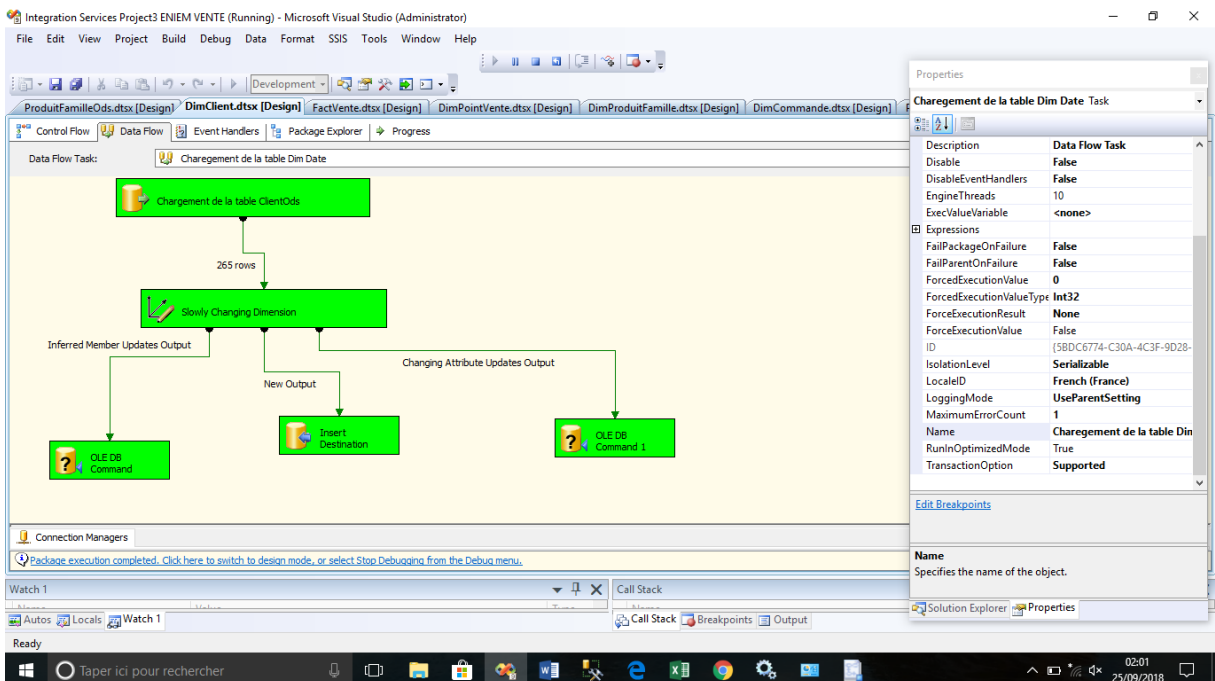 Integration Services Project3 ENIEM VENTE (Running) - Microsoft Visual Studio (Administrator)
File Edit View Project Build Debug Data Format SSIS Tools Window Help
Development
ProduitFamilleOds.dtsx [Design] DimClient.dtsx [Design] FactVente.dtsx [Design] DimPointVente.dtsx [Design] DimProduitFamille.dtsx [Design] DimCommande.dtsx [Design]
Control Flow Data Flow Event Handlers Package Explorer Progress
Data Flow Task: Charegement de la table Dim Date
Chargement de la table ClientOds
265 rows
Slowly Changing Dimension
Inferred Member Updates Output
Changing Attribute Updates Output
New Output
Insert
Destination
OLE DB
Command 1
OLE DB
Command
Connection Managers
Package execution completed. Click here to switch to design mode, or select Stop Debugging from the Debug menu.
Properties
Charegement de la table Dim Date Task
Description Data Flow Task
Disable False
DisableEventHandlers False
EngineThreads 10
ExecValueVariable <none>
Expressions
FailPackageOnFailure False
FailParentOnFailure False
ForcedExecutionValue 0
ForcedExecutionValueType Int32
ForceExecutionResult None
ForceExecutionValue False
ID {5BDC6774-C30A-4C3F-9D28-
IsolationLevel Serializable
LocaleID French (France)
LoggingMode UseParentSetting
MaximumErrorCount 1
Name Charegement de la table Din
RunInOptimizedMode True
TransactionOption Supported
Edit Breakpoints
Name
Specifies the name of the object.
Solution Explorer Properties
Watch 1
Call Stack
Autos Locals Watch 1
Call Stack Breakpoints Output
Ready
Taper ici pour rechercher
02:01
25/09/2018